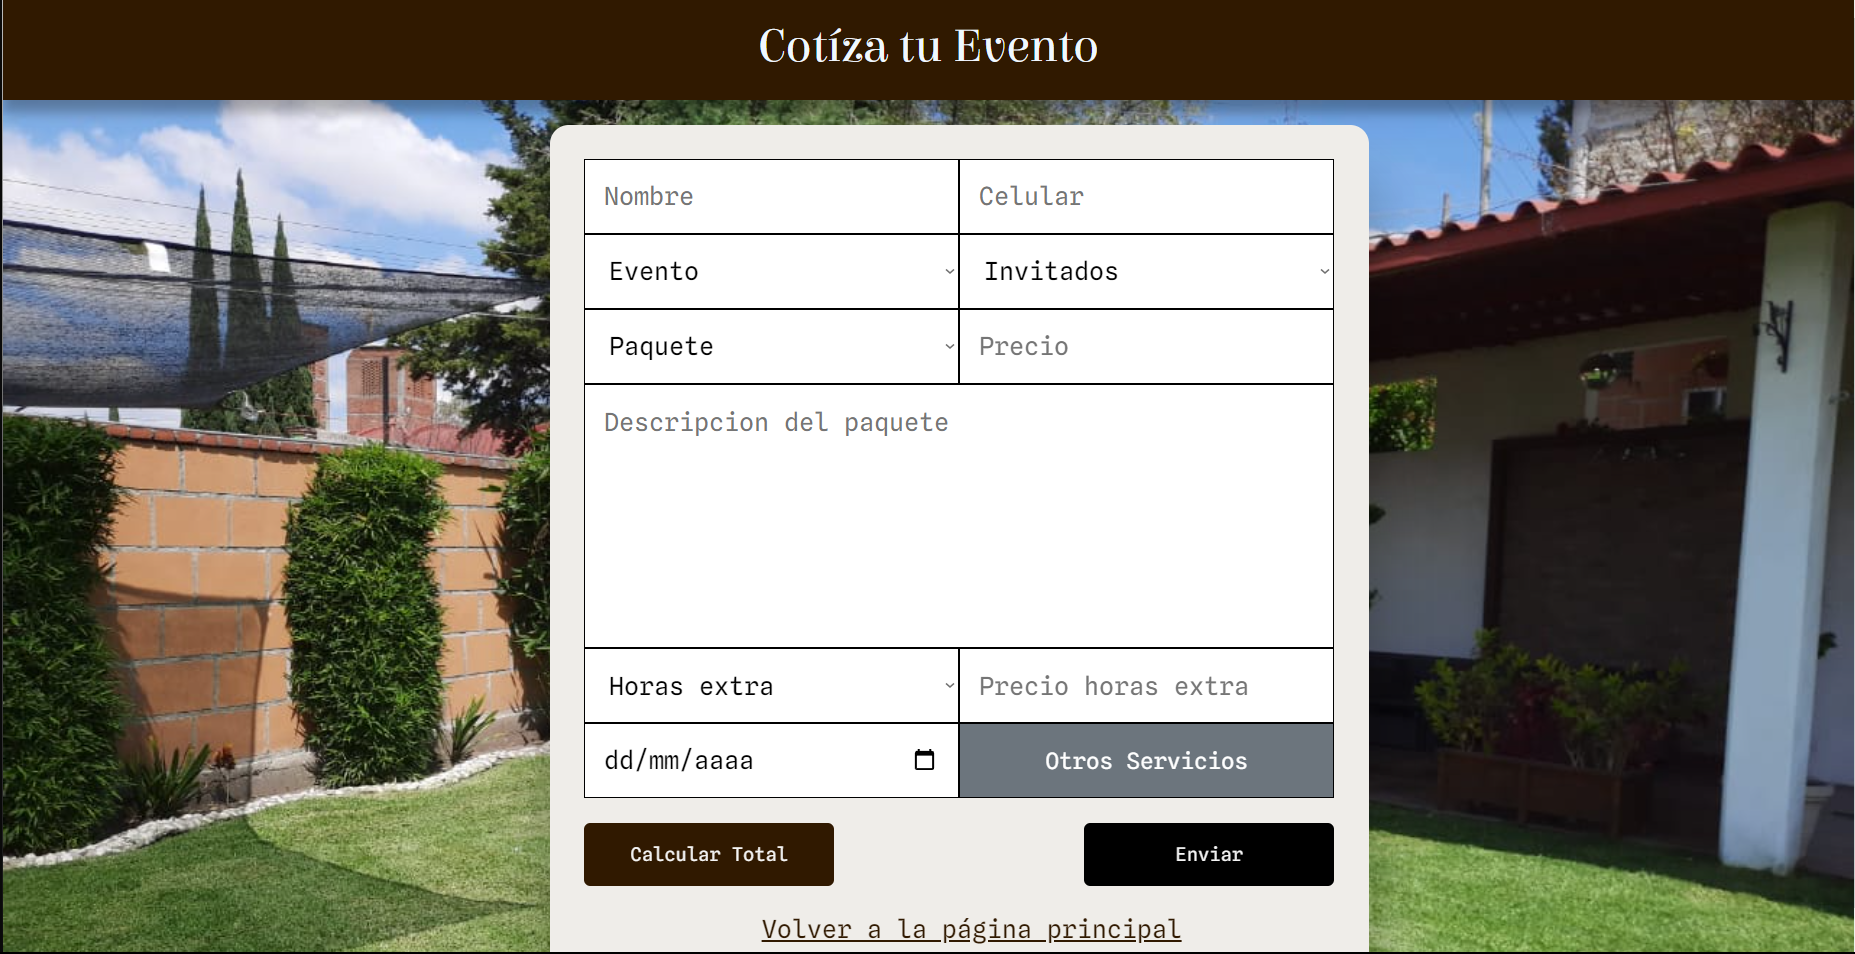 Cotíza tu Evento
Nombre
Celular
Evento
Invitados
Paquete
Precio
Descripcion del paquete
Horas extra
Precio horas extra
dd/mm/aaaa
Otros Servicios
Calcular Total
Enviar
Volver a la página principal